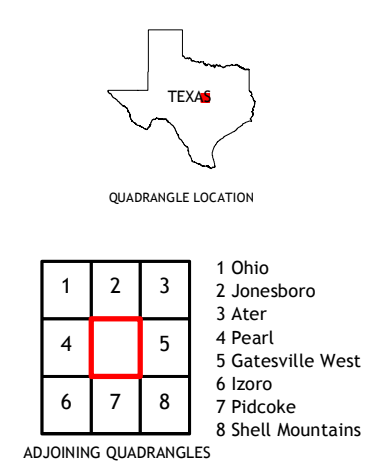 TEXAS
QUADRANGLE LOCATION
1 2 3
4 5
6 7 8
1 Ohio
2 Jonesboro
3 Ater
4 Pearl
5 Gatesville West
6 Izoro
7 Pidcoke
8 Shell Mountains
ADJOINING QUADRANGLES